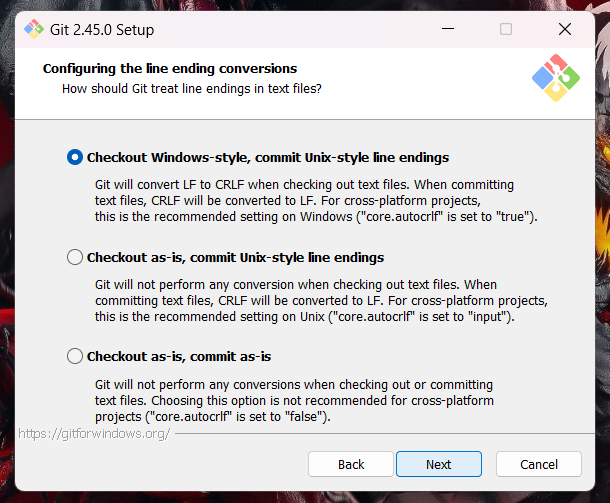 Git 2.45.0 Setup
Configuring the line ending conversions
How should Git treat line endings in text files?
Checkout Windows-style, commit Unix-style line endings
Git will convert LF to CRLF when checking out text files. When committing
text files, CRLF will be converted to LF. For cross-platform projects,
this is the recommended setting on Windows ("core.autocrlf" is set to "true").
Checkout as-is, commit Unix-style line endings
Git will not perform any conversion when checking out text files. When
committing text files, CRLF will be converted to LF. For cross-platform projects,
this is the recommended setting on Unix ("core.autocrlf" is set to "input").
Checkout as-is, commit as-is
Git will not perform any conversions when checking out or committing
text files. Choosing this option is not recommended for cross-platform
projects ("core.autocrlf" is set to "false").
https://gitforwindows.org/
Back Next Cancel